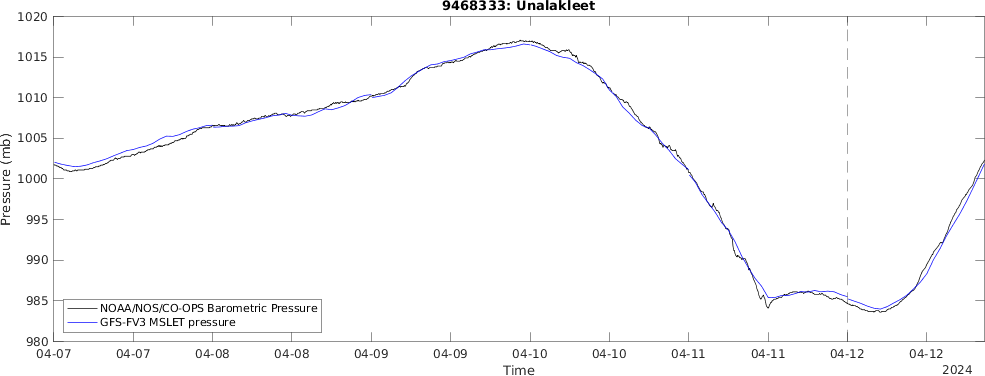 9468333: Unalakleet
1020
1015
1010
1005
1000
995
990
985
980
Pressure (mb)
NOAA/NOS/CO-OPS Barometric Pressure
GFS-FV3 MSLET pressure
04-07 04-07 04-08 04-08 04-09 04-09 04-10 04-10 04-11 04-11 04-12 04-12
Time
2024